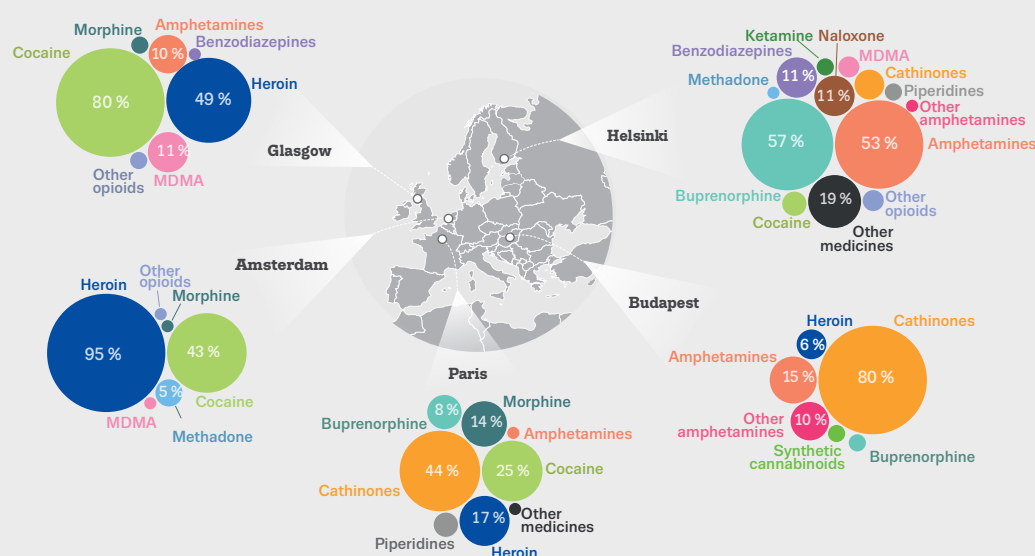 Morphine
Amphetamines
Benzodiazepines
Cocaine
10 %
80 %
49 %
Heroin
11 %
Other
opioids
MDMA
Glasgow
Ketamine
Naloxone
Benzodiazepines
MDMA
Methadone
11 %
Cathinones
11 %
Piperidines
Other
amphetamines
57 %
53 %
Amphetamines
Buprenorphine
19 %
Other
opioids
Cocaine
Other
medicines
Helsinki
Amsterdam
Heroin
Other
opioids
Morphine
95 %
43 %
5 %
Cocaine
MDMA
Methadone
Budapest
Heroin
Cathinones
6 %
Amphetamines
15 %
80 %
Other
amphetamines
10 %
Synthetic
cannabinoids
Buprenorphine
Paris
8 %
Morphine
Buprenorphine
14 %
Amphetamines
44 %
25 %
Cocaine
Cathinones
17 %
Other
medicines
Piperidines
Heroin